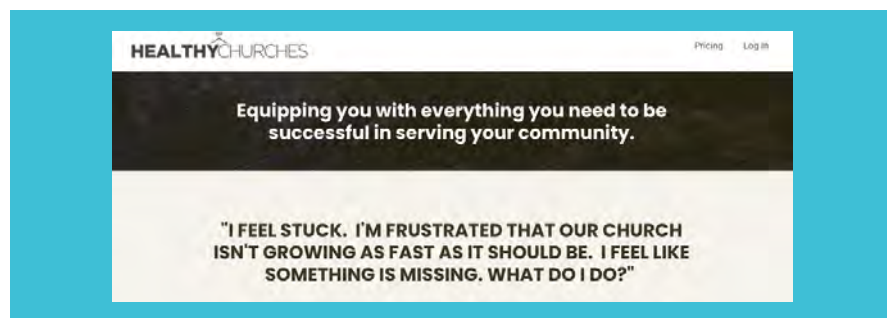 HEALTHYCHURCHES
Pricing Log In
Equipping you with everything you need to be
successful in serving your community.
"I FEEL STUCK. I'M FRUSTRATED THAT OUR CHURCH
ISN'T GROWING AS FAST AS IT SHOULD BE. I FEEL LIKE
SOMETHING IS MISSING. WHAT DO I DO?"